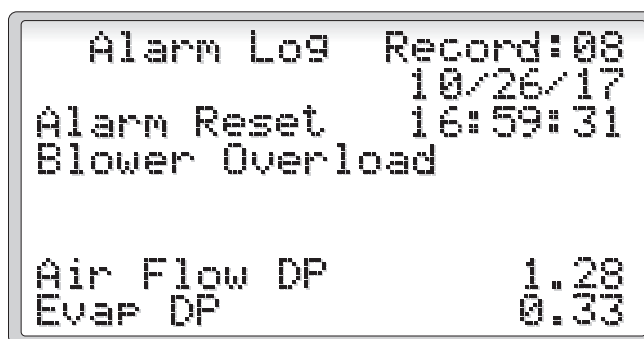 Alarm Log Record:08
10/26/17
Alarm Reset 16:59:31
Blower Overload
Air Flow DP 1.28
Evap DP 0.33